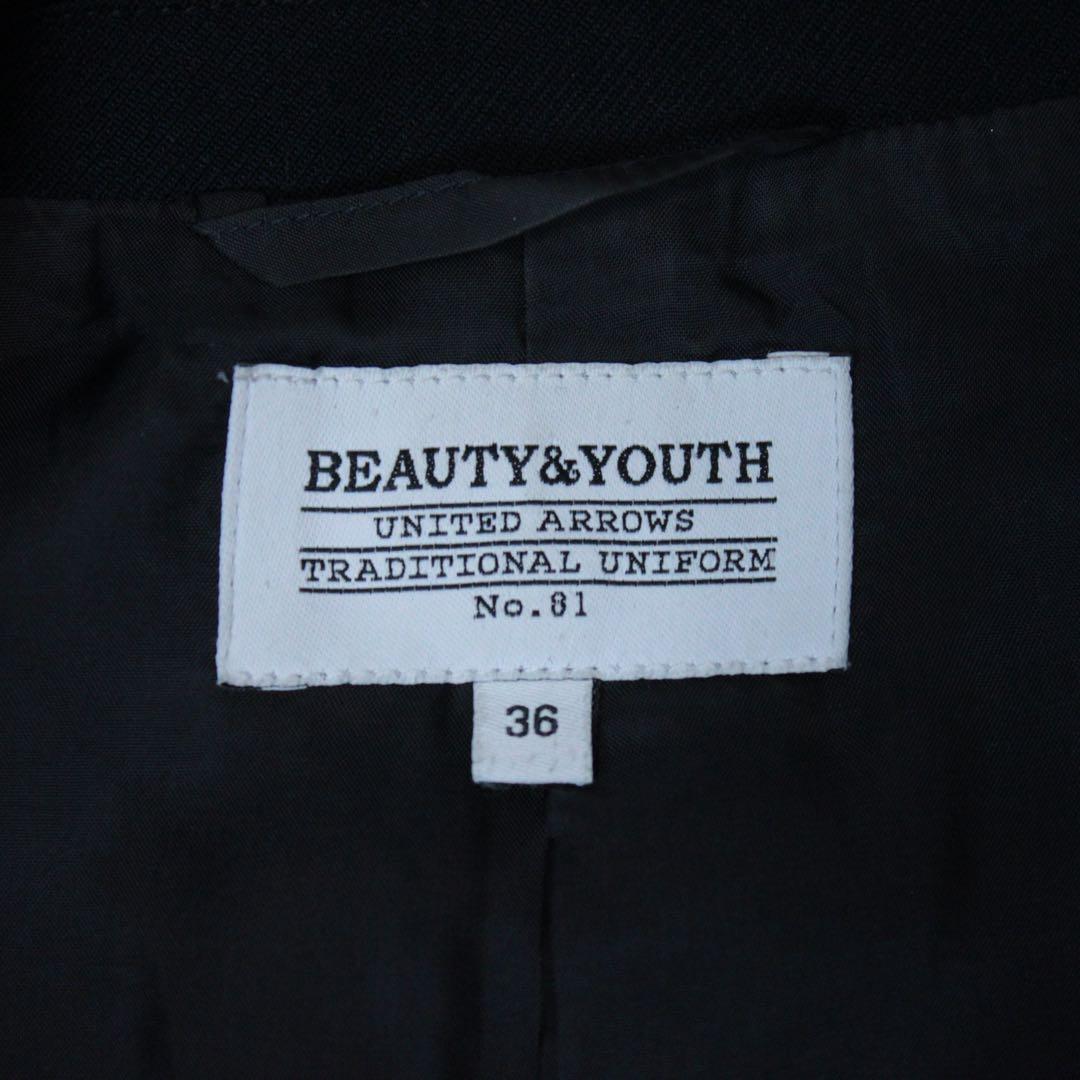 BEAUTY&YOUTH
UNITED ARROWS
TRADITIONAL UNIFORM
No.81
36